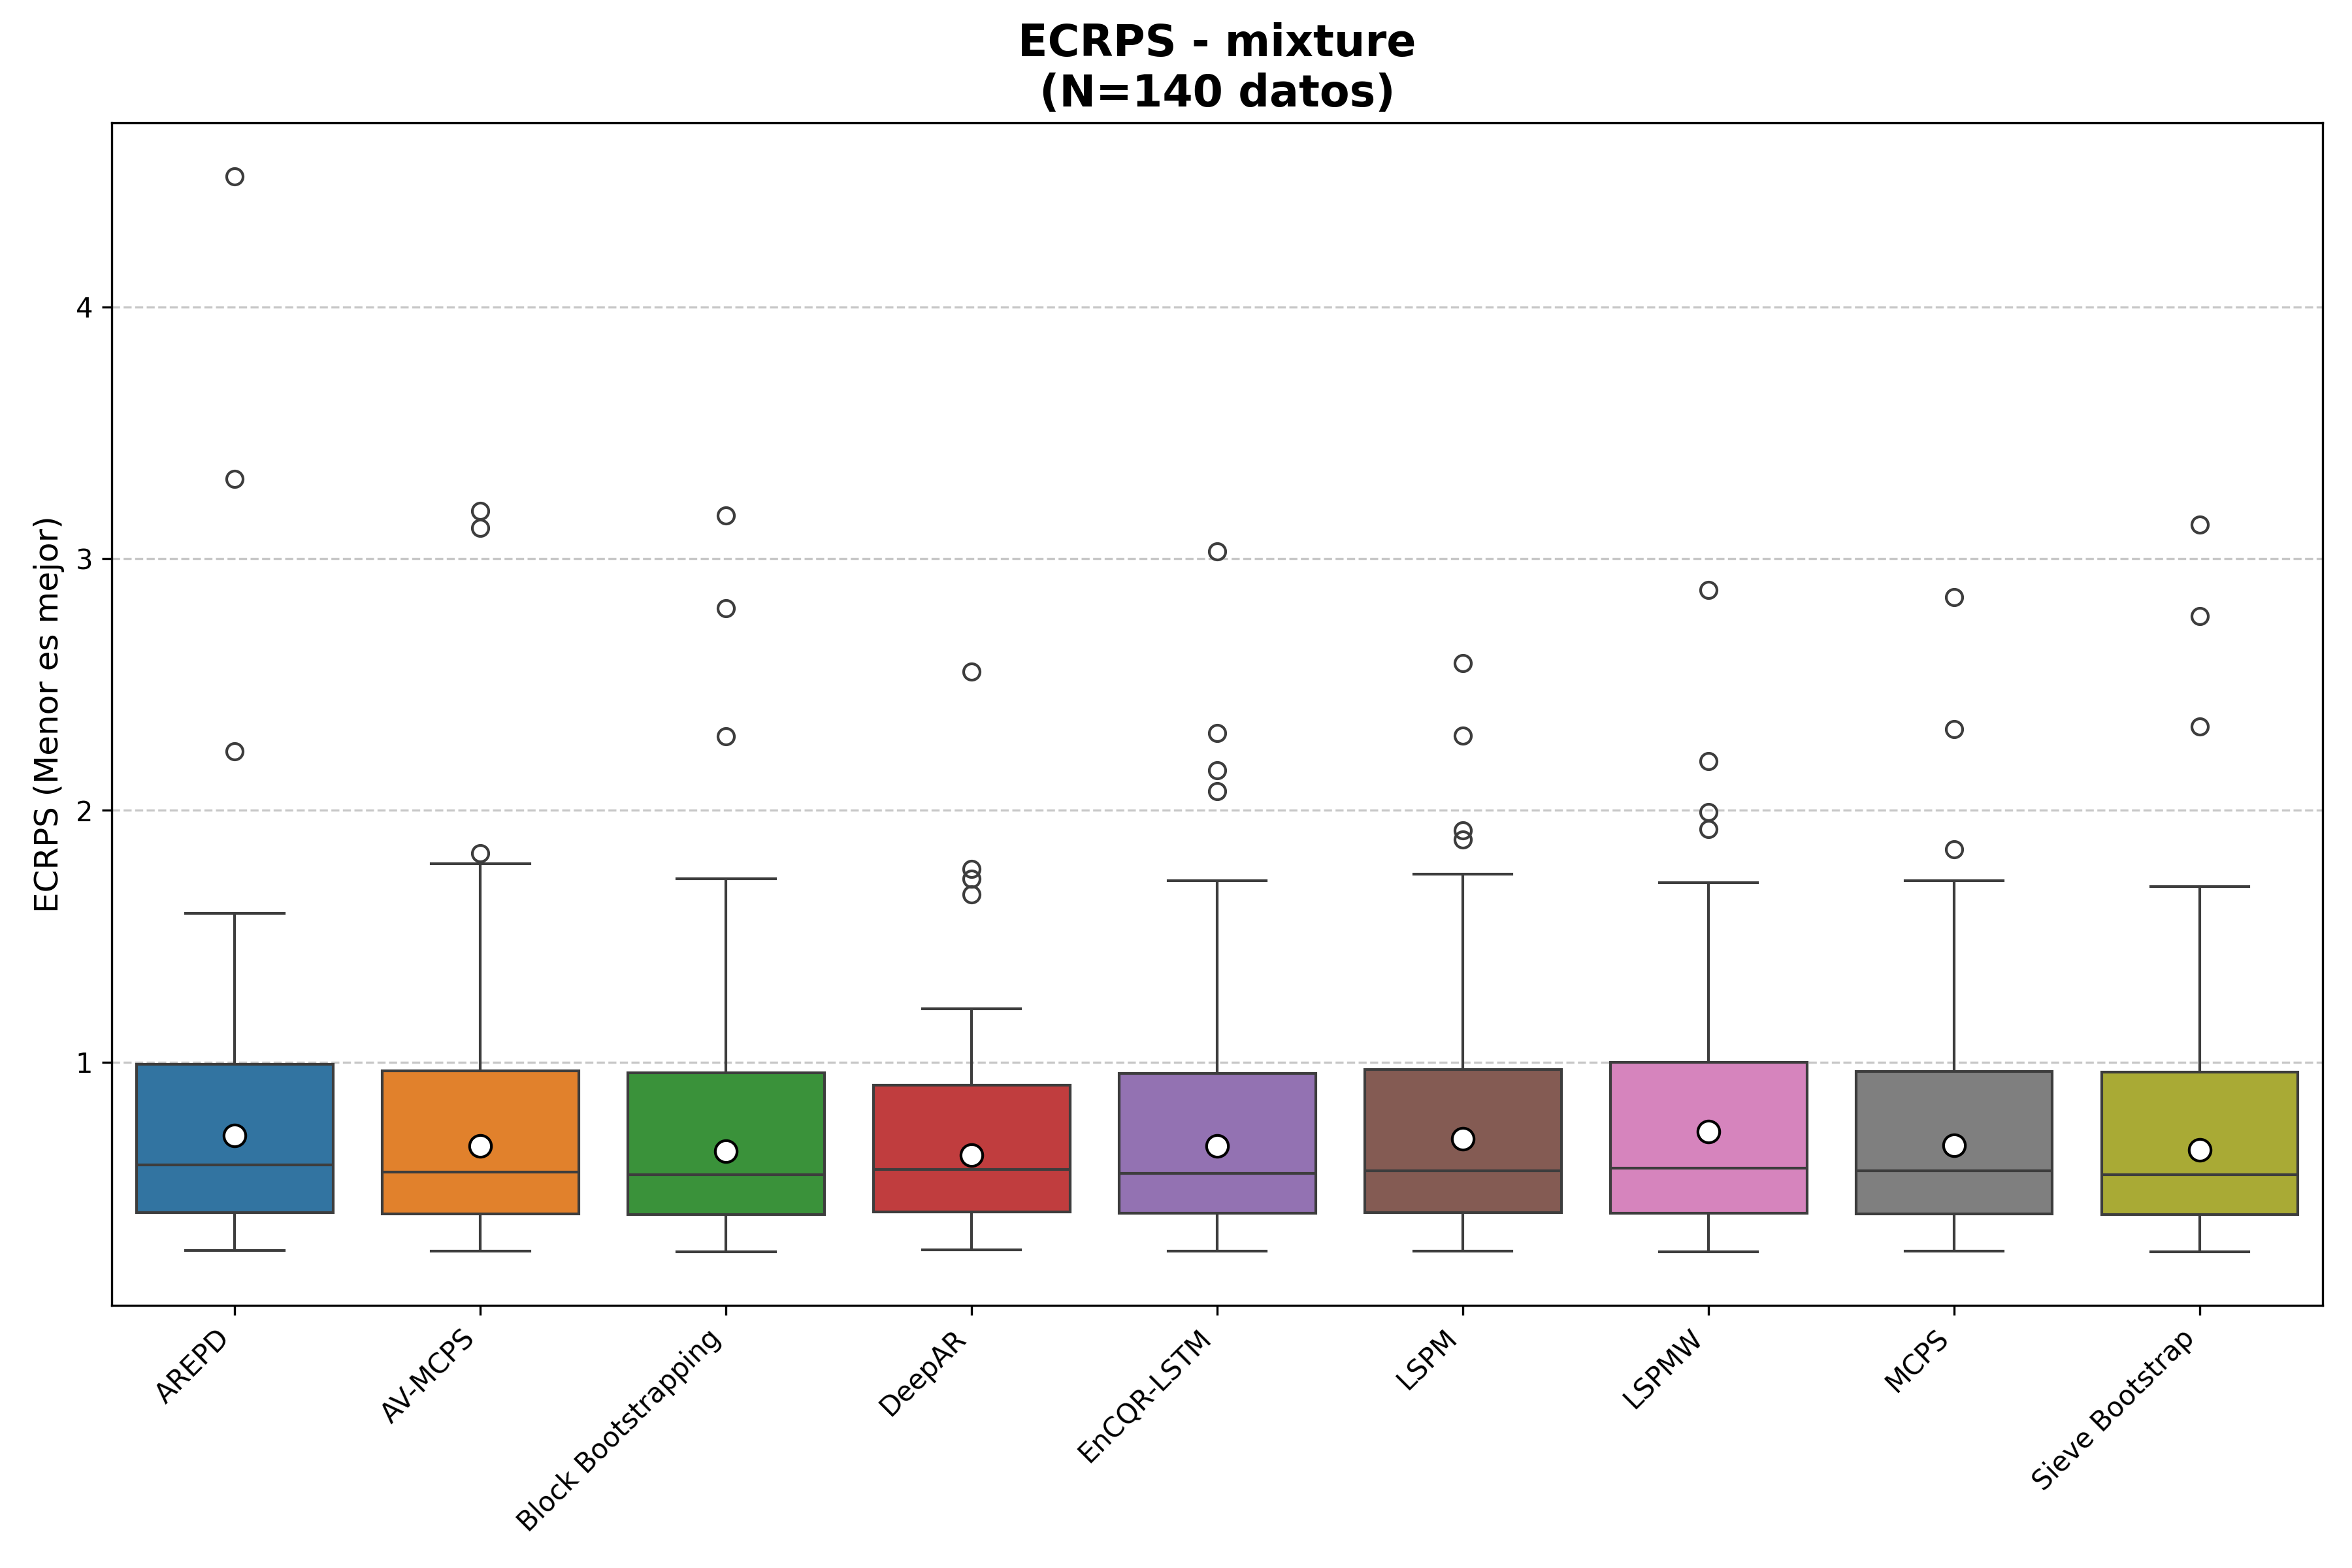 ECRPS - mixture
(N=140 datos)
ECRPS (Menor es mejor)
4
3
2
1
AREPD
AV-MCPS
Block Bootstrapping
DeepAR
EnCQR-LSTM
LSPM
LSPMW
MCPS
Sieve Bootstrap